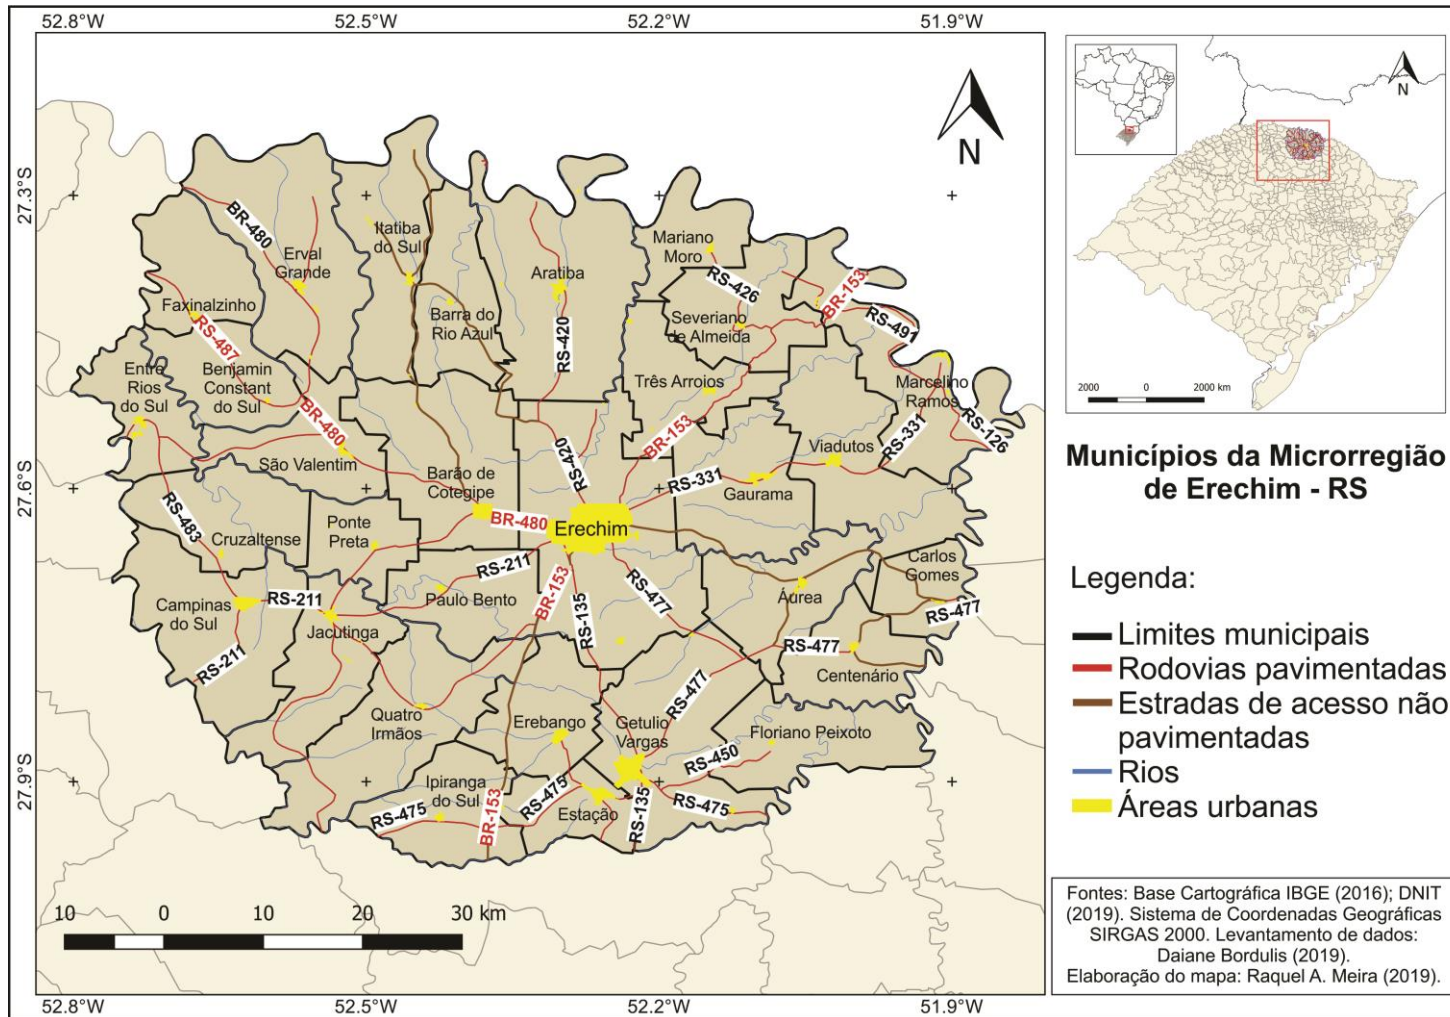 52.8°W
52.5°W
52.2°W
51.9°W
27.3°S
27.6°S
27.9°S
N
BR-480
Itatiba
do Sul
Erval
Grande
Aratiba
Mariano
Moro
RS-426
BR-153
Faxinalzinho
RS-487
Barra do
Rio Azul
RS-420
Severiano
de Almeida
RS-491
Entre
Rios
do Sul
Benjamin
Constant
do Sul
Três Arroios
Marcelino
Ramos
BR-480
BR-153
RS-126
São Valentim
RS-420
Viadutos
RS-331
Barão de
Cotegipe
RS-331
Gaurama
RS-483
Ponte
Preta
BR-480
Erechim
Cruzaltense
RS-211
Carlos
Gomes
Campinas
do Sul
RS-211
Jacutinga
Paulo Bento
BR-153
RS-135
RS-477
Áurea
RS-477
RS-211
RS-477
Centenário
Quatro
Irmãos
Erebango
Getulio
Vargas
RS-477
Floriano Peixoto
RS-450
Ipiranga
do Sul
RS-475
BR-153
RS-475
Estação
RS-135
RS-475
10 0 10 20 30 km
52.8°W
52.5°W
52.2°W
51.9°W
N
2000 0 2000 km
Municípios da Microrregião
de Erechim - RS
Legenda:
Limites municipais
Rodovias pavimentadas
Estradas de acesso não
pavimentadas
Rios
Áreas urbanas
Fontes: Base Cartográfica IBGE (2016); DNIT
(2019). Sistema de Coordenadas Geográficas
SIRGAS 2000. Levantamento de dados:
Daiane Bordulis (2019).
Elaboração do mapa: Raquel A. Meira (2019).